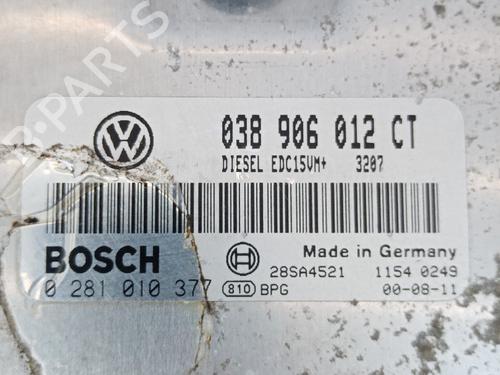 038 906 012 CT
DIESEL EDC15VM+ 3207
BOSCH
Made in Germany
28SA4521 1154 0249
0 281 010 377
810 BPG 00-08-11